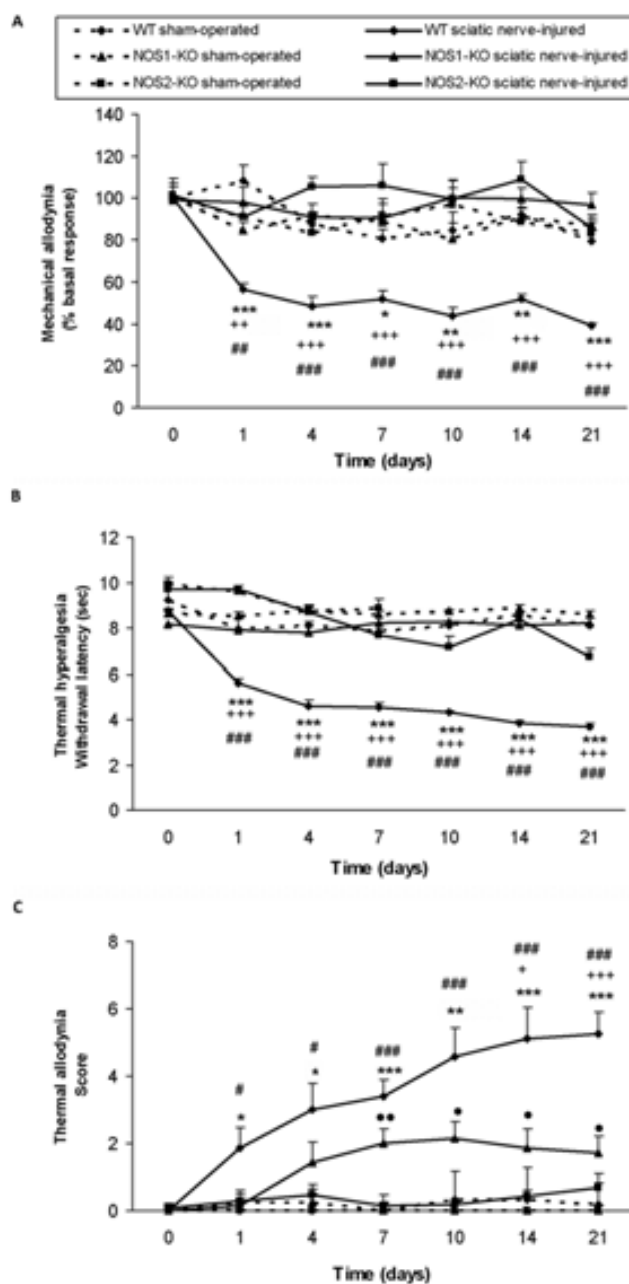 A
WT sham-operated WT sciatic nerve-injured
NOS1-KO sham-operated NOS1-KO sciatic nerve-injured
NOS2-KO sham-operated NOS2-KO sciatic nerve-injured
Mechanical allodynia
(% basal response)
140
120
100
80
60
40
20
0
*** *** * ** ** ***
++ +++ +++ +++ +++ +++
## ### ### ### ### ###
0 1 4 7 10 14 21
Time (days)
B
Thermal hyperalgesia
Withdrawal latency (sec)
12
10
8
6
4
2
0
*** *** *** *** *** ***
+++ +++ +++ +++ +++ +++
### ### ### ### ### ###
0 1 4 7 10 14 21
Time (days)
C
Thermal allodynia
Score
8
6
4
2
0
# # ### ### ### ###
+ +++
* * *** ** *** ***
•• • • •
0 1 4 7 10 14 21
Time (days)